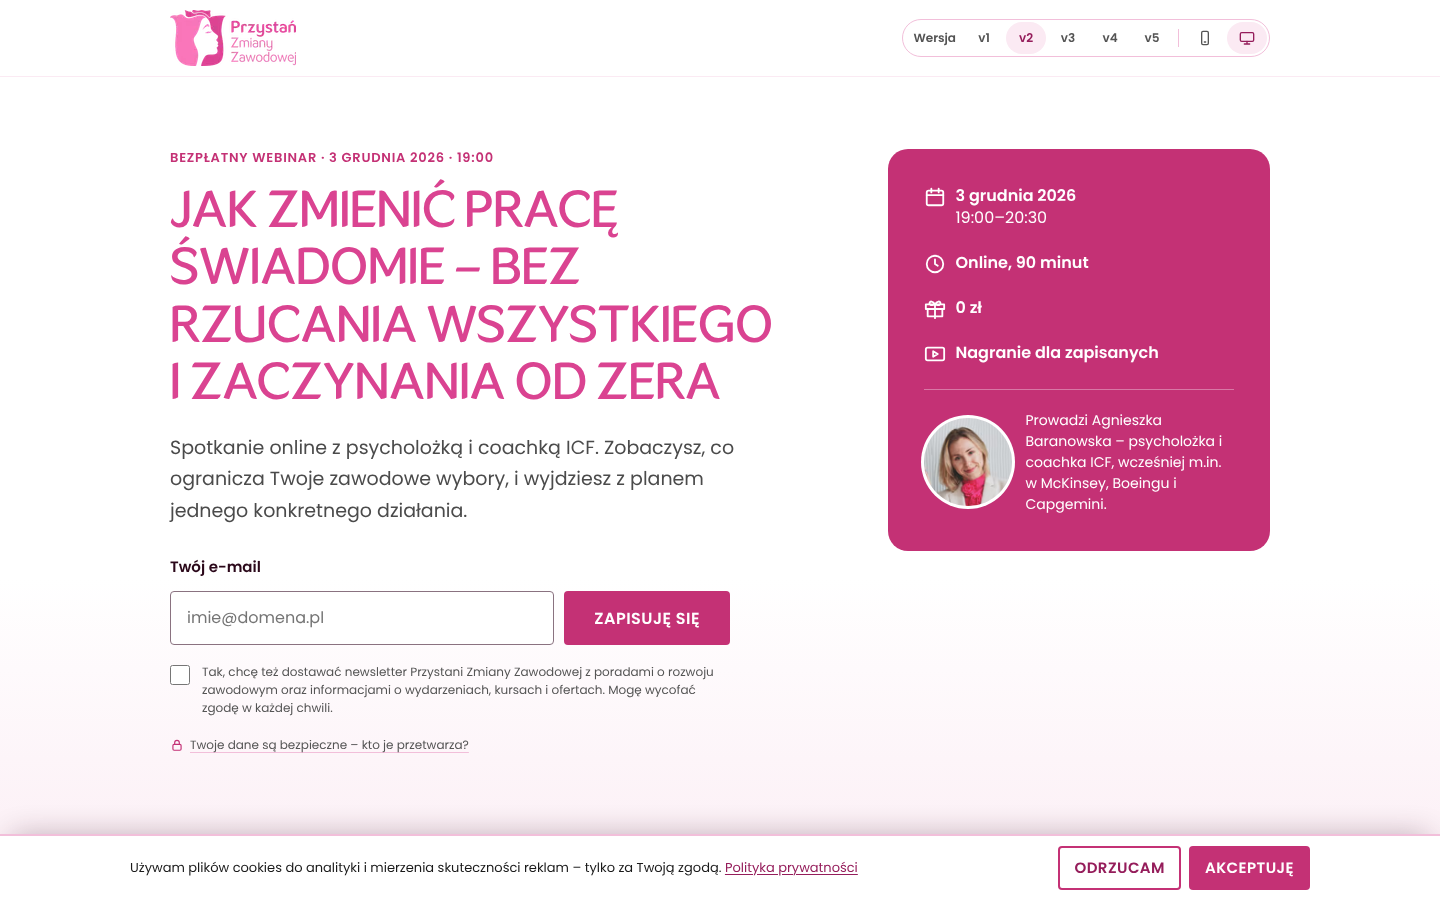 Przystań
Zmiany
Zawodowej
Wersja v1 v2 v3 v4 v5
BEZPŁATNY WEBINAR · 3 GRUDNIA 2026 · 19:00
JAK ZMIENIĆ PRACĘ
ŚWIADOMIE – BEZ
RZUCANIA WSZYSTKIEGO
I ZACZYNANIA OD ZERA
Spotkanie online z psycholożką i coachką ICF. Zobaczysz, co
ogranicza Twoje zawodowe wybory, i wyjdziesz z planem
jednego konkretnego działania.
Twój e-mail
imie@domena.pl
ZAPISUJĘ SIĘ
Tak, chcę też dostawać newsletter Przystani Zmiany Zawodowej z poradami o rozwoju
zawodowym oraz informacjami o wydarzeniach, kursach i ofertach. Mogę wycofać
zgodę w każdej chwili.
Twoje dane są bezpieczne – kto je przetwarza?
3 grudnia 2026
19:00–20:30
Online, 90 minut
0 zł
Nagranie dla zapisanych
Prowadzi Agnieszka
Baranowska – psycholożka i
coachka ICF, wcześniej m.in.
w McKinsey, Boeingu i
Capgemini.
Używam plików cookies do analityki i mierzenia skuteczności reklam – tylko za Twoją zgodą. Polityka prywatności
ODRZUCAM
AKCEPTUJĘ